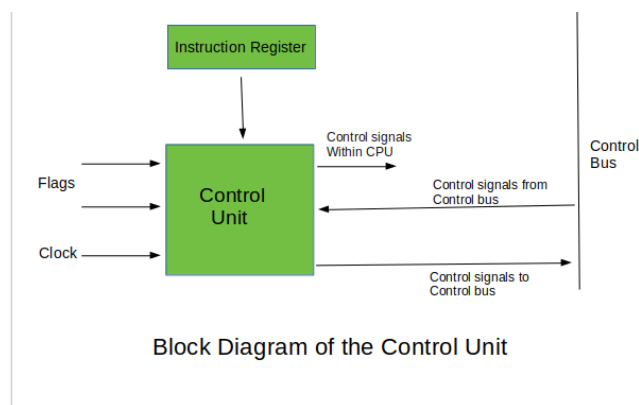 Instruction Register
Control signals
Within CPU
Control
Bus
Flags
Control
Unit
Control signals from
Control bus
Clock
Control signals to
Control bus
Block Diagram of the Control Unit